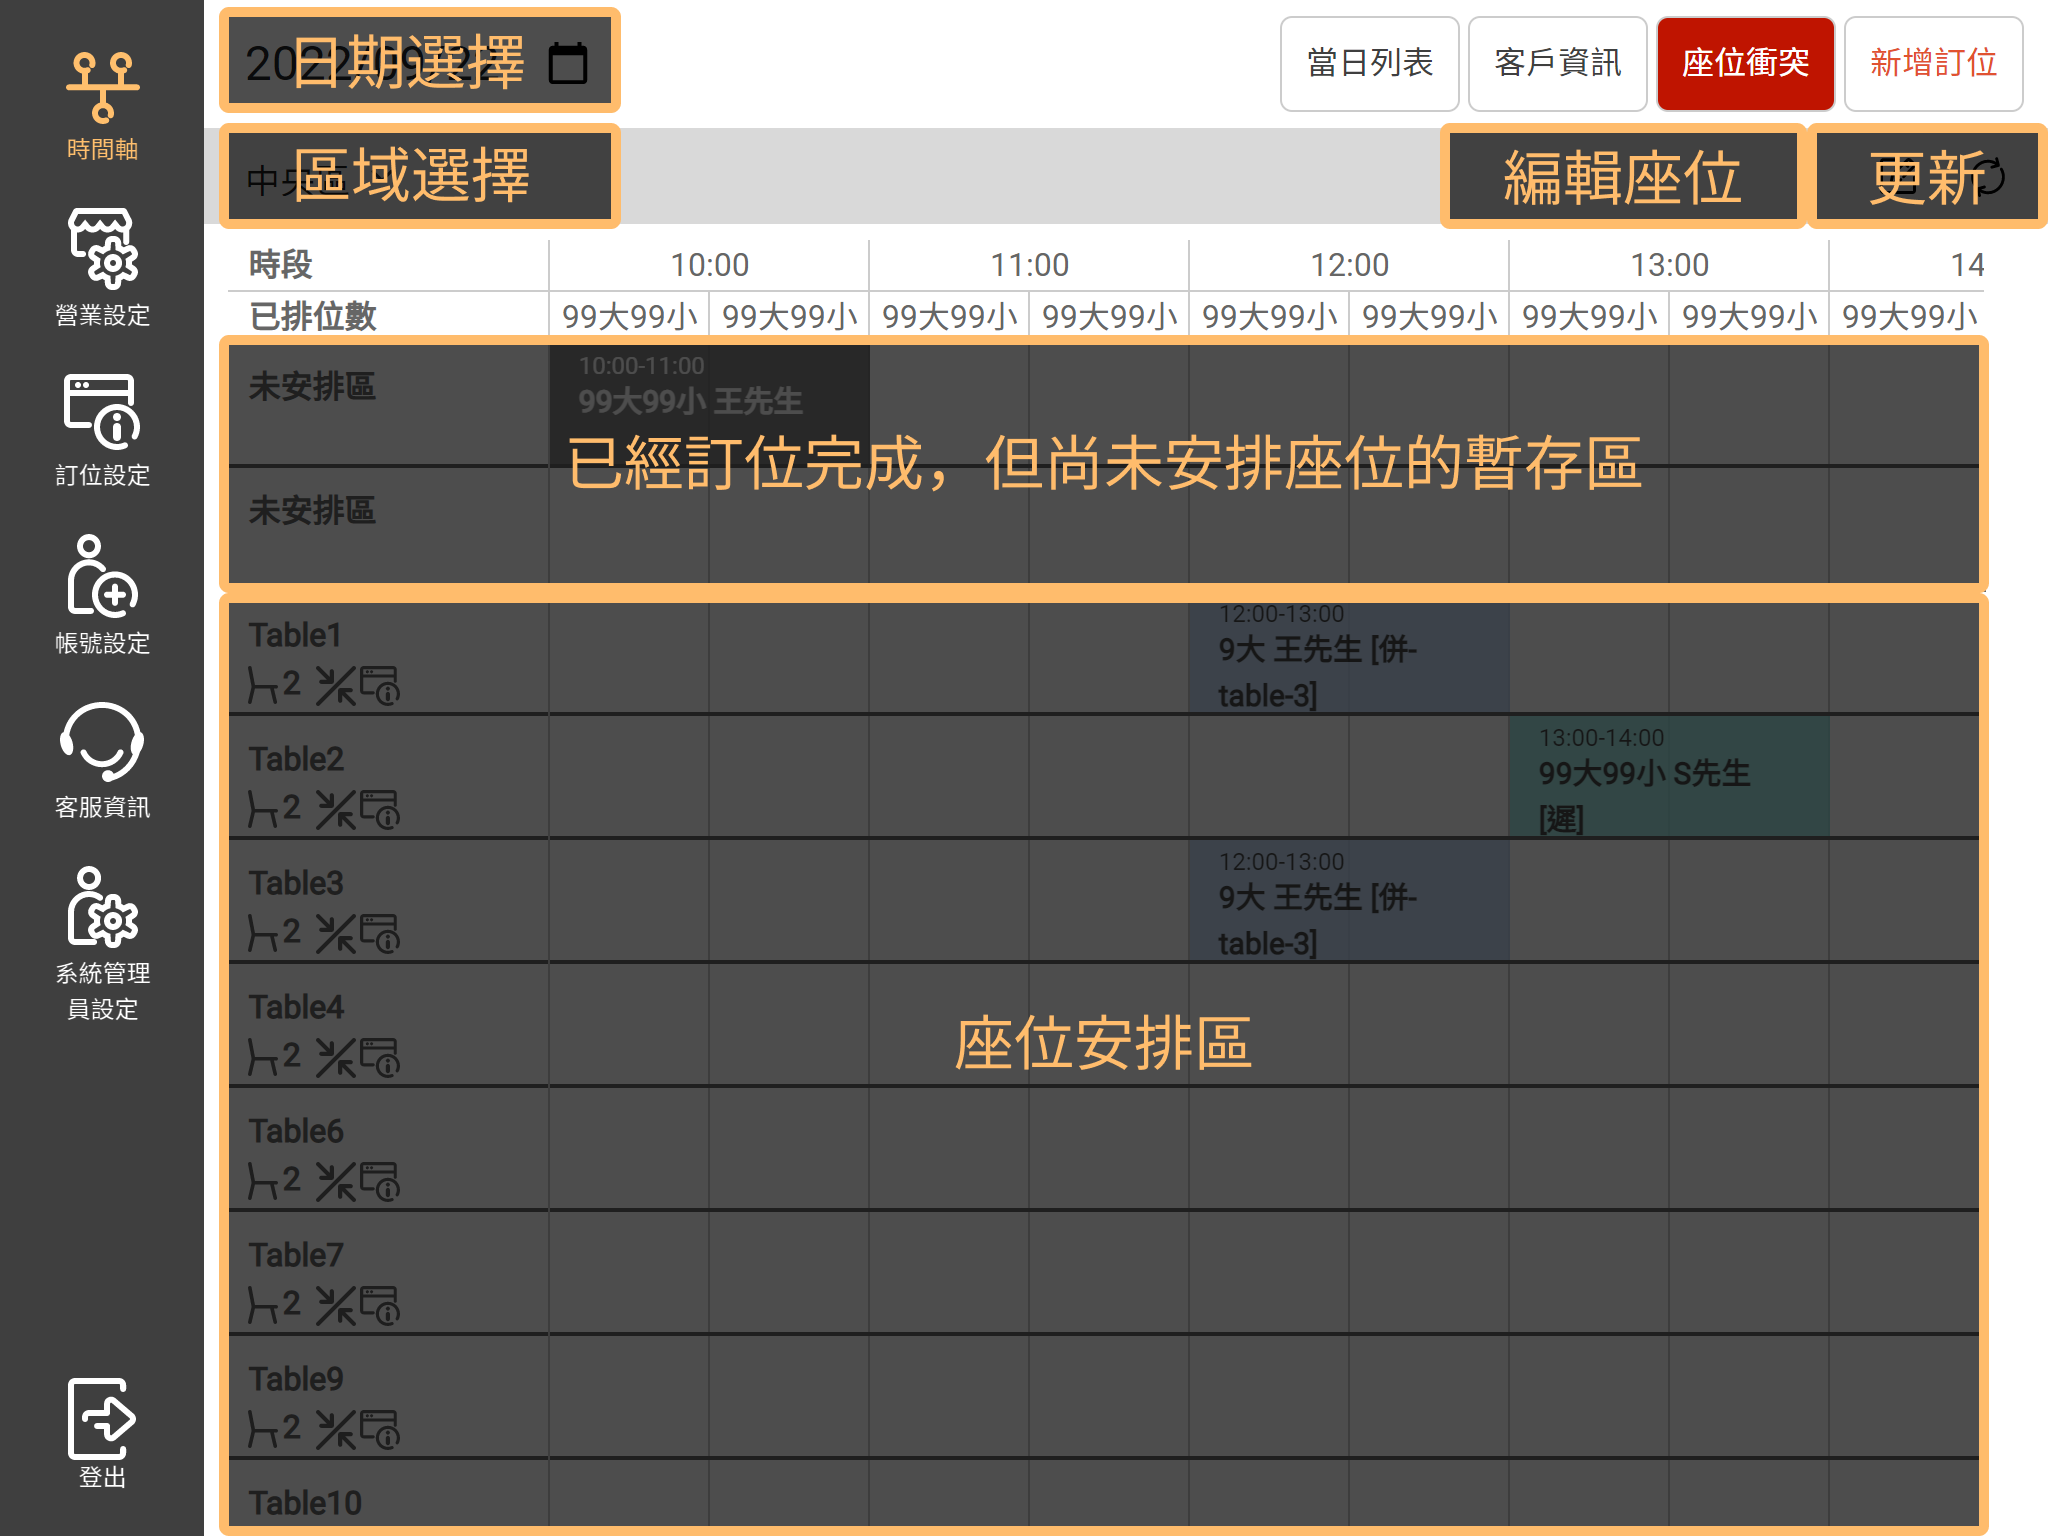 時間軸
營業設定
訂位設定
帳號設定
客服資訊
系統管理
員設定
登出
日期選擇
當日列表 客戶資訊 座位衝突 新增訂位
區域選擇
編輯座位 更新
時段 10:00 11:00 12:00 13:00 14
已排位數 99大99小 99大99小 99大99小 99大99小 99大99小 99大99小 99大99小 99大99小 99大99小
未安排區
10:00-11:00
99大99小 王先生
已經訂位完成，但尚未安排座位的暫存區
未安排區
Table1
2
12:00-13:00
9大 王先生 [併-
table-3]
Table2
2
13:00-14:00
99大99小 S先生
[遲]
Table3
2
12:00-13:00
9大 王先生 [併-
table-3]
Table4
2
座位安排區
Table6
2
Table7
2
Table9
2
Table10